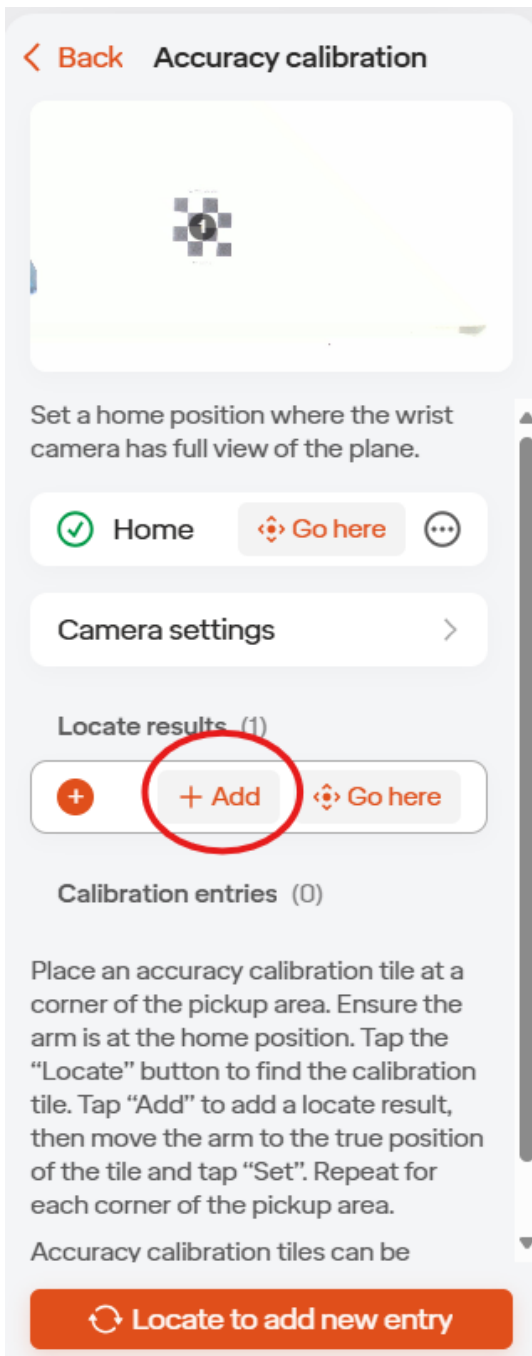 Back Accuracy calibration
1
Set a home position where the wrist
camera has full view of the plane.
Home Go here
Camera settings
Locate results (1)
+ Add Go here
Calibration entries (0)
Place an accuracy calibration tile at a
corner of the pickup area. Ensure the
arm is at the home position. Tap the
“Locate” button to find the calibration
tile. Tap “Add” to add a locate result,
then move the arm to the true position
of the tile and tap “Set”. Repeat for
each corner of the pickup area.
Accuracy calibration tiles can be
Locate to add new entry